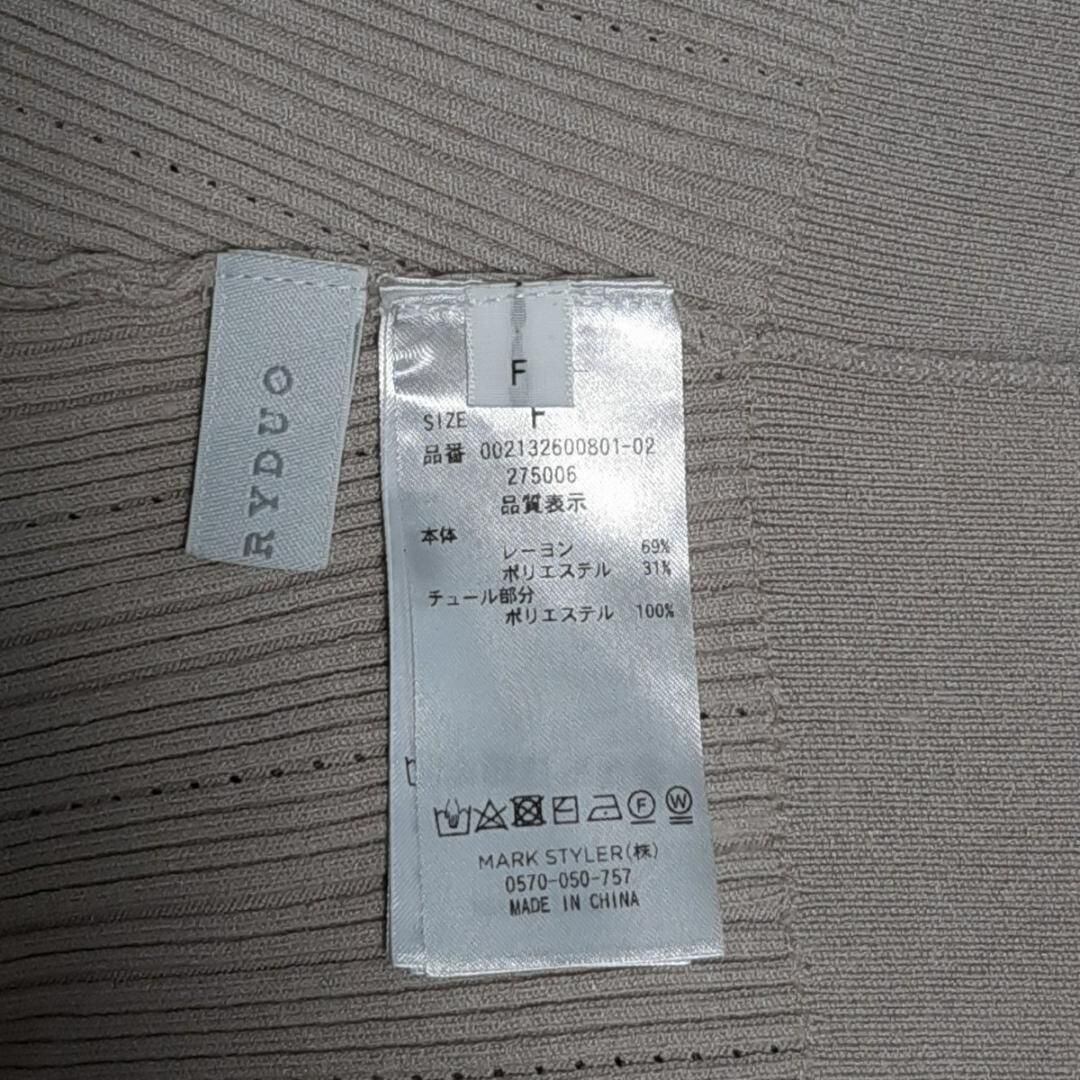 RYDUO
F
SIZE F
品番 002132600801-02
275006
品質表示
本体
レーヨン 69%
ポリエステル 31%
チュール部分
ポリエステル 100%
F W
MARK STYLER(株)
0570-050-757
MADE IN CHINA